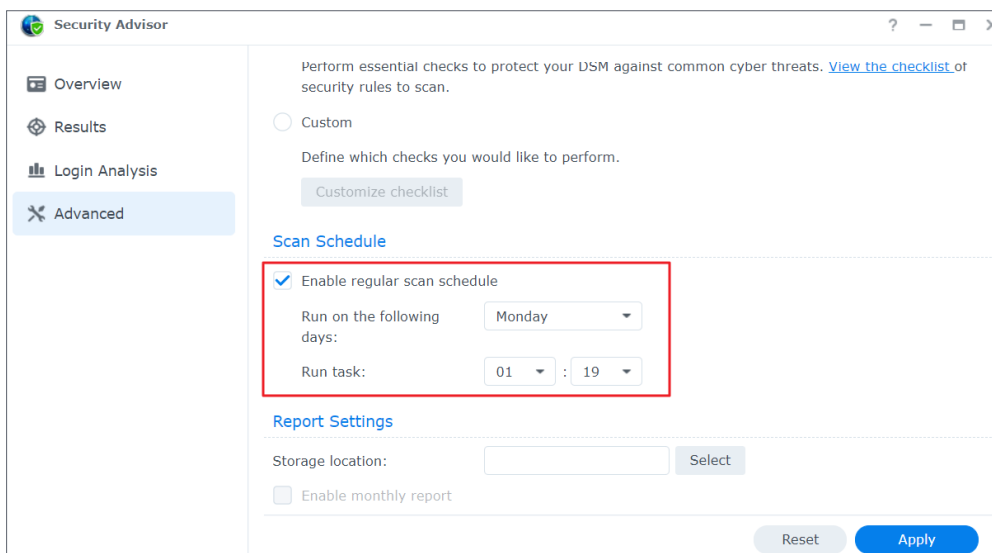 Security Advisor
?
Overview
Results
Login Analysis
Advanced
Perform essential checks to protect your DSM against common cyber threats. View the checklist of
security rules to scan.
Custom
Define which checks you would like to perform.
Customize checklist
Scan Schedule
Enable regular scan schedule
Run on the following
days:
Monday
Run task:
01 : 19
Report Settings
Storage location:
Select
Enable monthly report
Reset
Apply